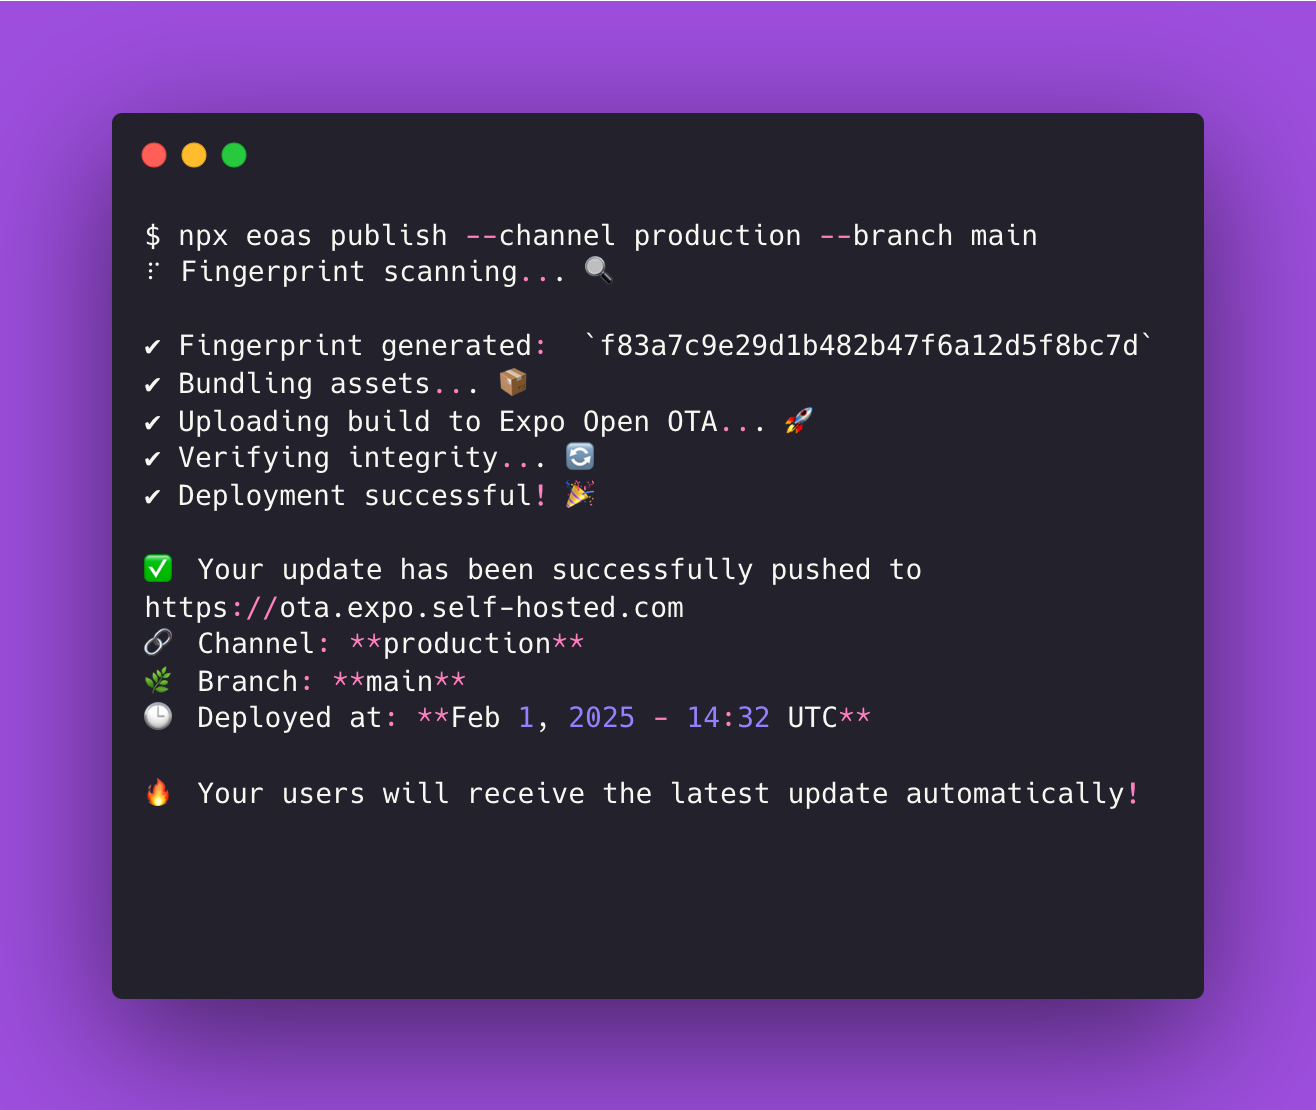 $ npx eoas publish --channel production --branch main
⠏ Fingerprint scanning... 🔍
✔ Fingerprint generated:  `f83a7c9e29d1b482b47f6a12d5f8bc7d`
✔ Bundling assets... 📦
✔ Uploading build to Expo Open OTA... 🚀
✔ Verifying integrity... 🔄
✔ Deployment successful! 🎉
✅ Your update has been successfully pushed to
https://ota.expo.self-hosted.com
🔗 Channel: **production**
🌿 Branch: **main**
🕒 Deployed at: **Feb 1, 2025 - 14:32 UTC**
🔥 Your users will receive the latest update automatically!